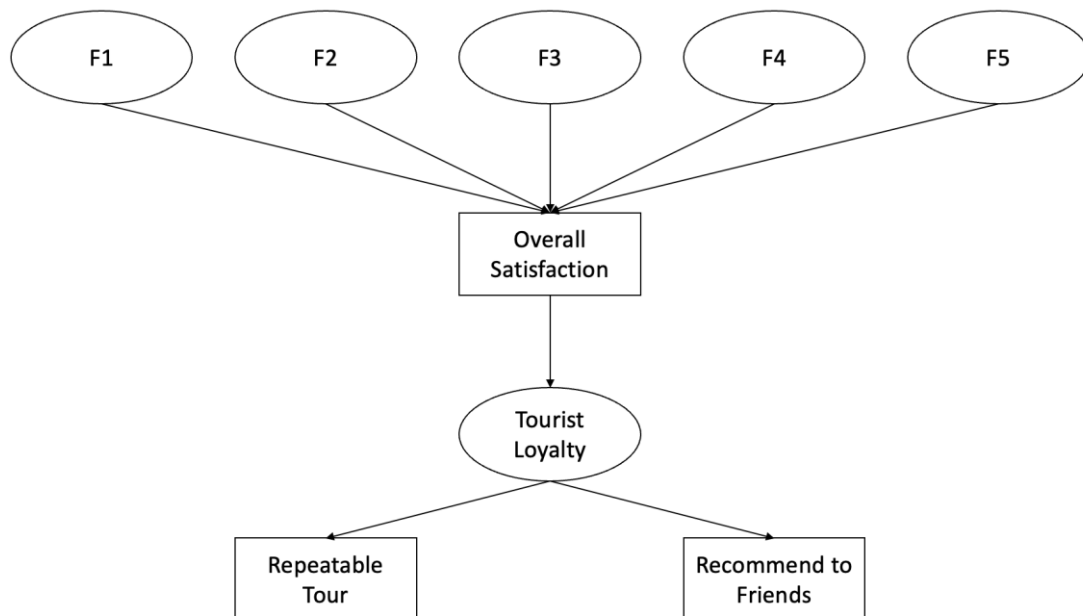 F1
F2
F3
F4
F5
Overall
Satisfaction
Tourist
Loyalty
Repeatable
Tour
Recommend to
Friends